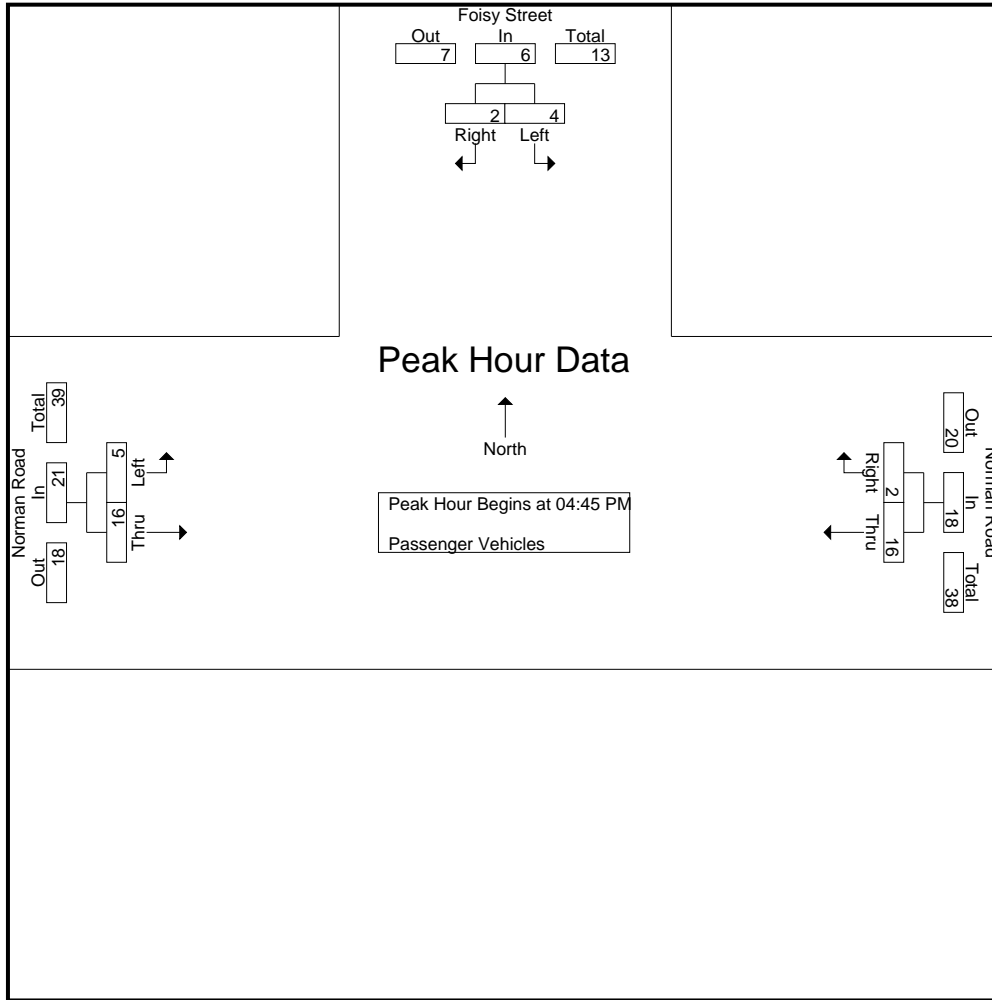 Foisy Street
Out In Total
7 6 13
2 4
Right Left
Peak Hour Data
North
Peak Hour Begins at 04:45 PM
Passenger Vehicles
Norman Road
Out In Total
18 21 39
16 5
Thru Left
Norman Road
Out In Total
20 18 38
2 16
Right Thru